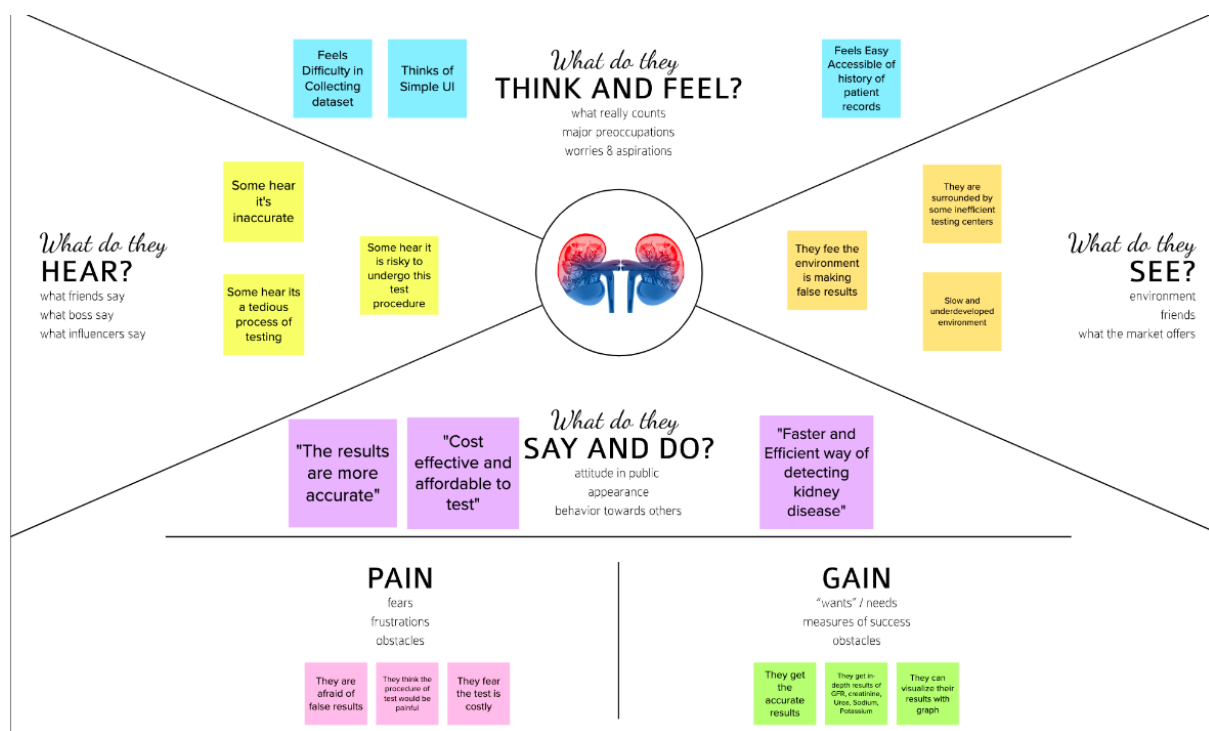 What do they
THINK AND FEEL?
what really counts
major preoccupations
worries & aspirations
Feels
Difficulty in
Collecting
dataset
Thinks of
Simple UI
Feels Easy
Accessible of
history of
patient
records
What do they
HEAR?
what friends say
what boss say
what influencers say
Some hear
it's
inaccurate
Some hear its
a tedious
process of
testing
Some hear it
is risky to
undergo this
test
procedure
They fee the
environment
is making
false results
They are
surrounded by
some inefficient
testing centers
Slow and
underdeveloped
environment
What do they
SEE?
environment
friends
what the market offers
What do they
SAY AND DO?
attitude in public
appearance
behavior towards others
"The results
are more
accurate"
"Cost
effective and
affordable to
test"
"Faster and
Efficient way of
detecting
kidney
disease"
PAIN
fears
frustrations
obstacles
They are
afraid of
false results
They think the
procedure of
test would be
painful
They fear
the test is
costly
GAIN
"wants" / needs
measures of success
obstacles
They get
the
accurate
results
They get in-
depth results of
GFR, creatinine,
Urea, Sodium,
Potassium
They can
visualize their
results with
graph